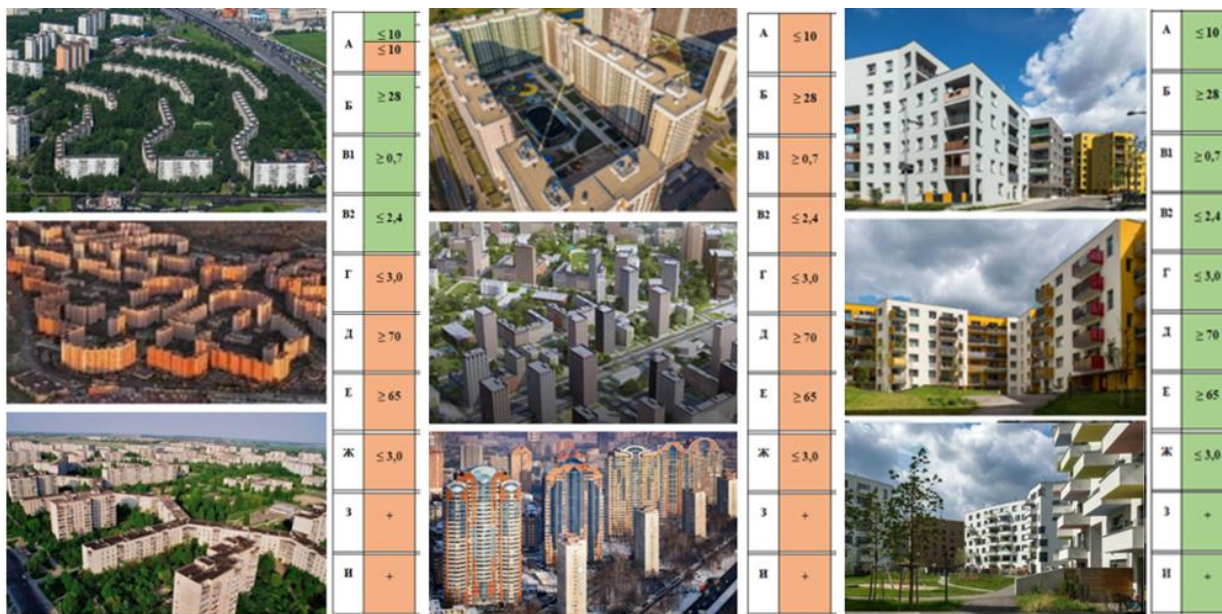 А ≤ 10
≤ 10
Б ≥ 28
В1 ≥ 0,7
В2 ≤ 2,4
Г ≤ 3,0
Д ≥ 70
Е ≥ 65
Ж ≤ 3,0
З +
И +
А ≤ 10
Б ≥ 28
В1 ≥ 0,7
В2 ≤ 2,4
Г ≤ 3,0
Д ≥ 70
Е ≥ 65
Ж ≤ 3,0
З +
И +
А ≤ 10
Б ≥ 28
В1 ≥ 0,7
В2 ≤ 2,4
Г ≤ 3,0
Д ≥ 70
Е ≥ 65
Ж ≤ 3,0
З +
И +